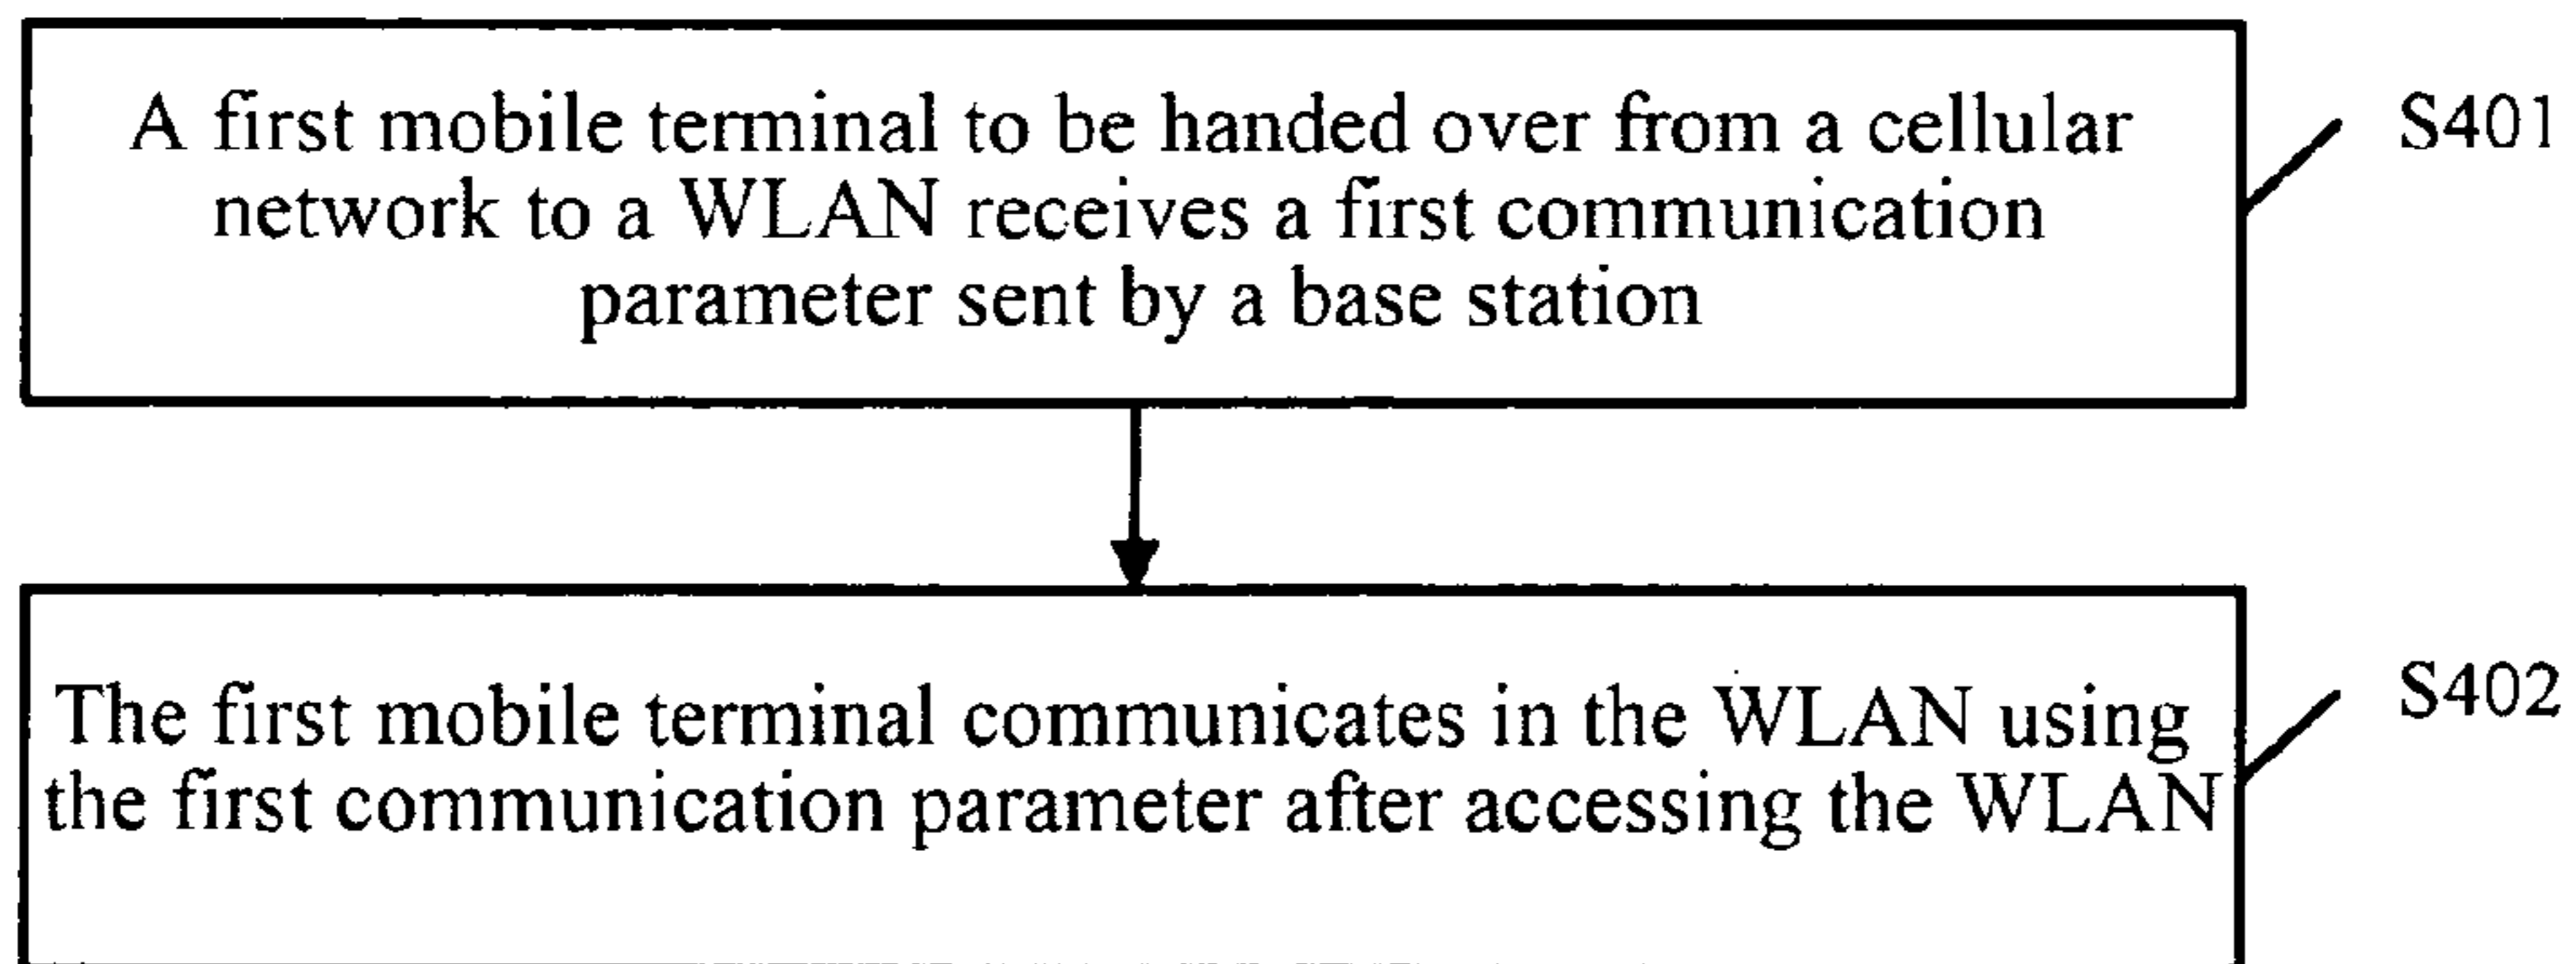 A first mobile terminal to be handed over from a cellular
network to a WLAN receives a first communication
parameter sent by a base station
S401
The first mobile terminal communicates in the WLAN using
the first communication parameter after accessing the WLAN
S402